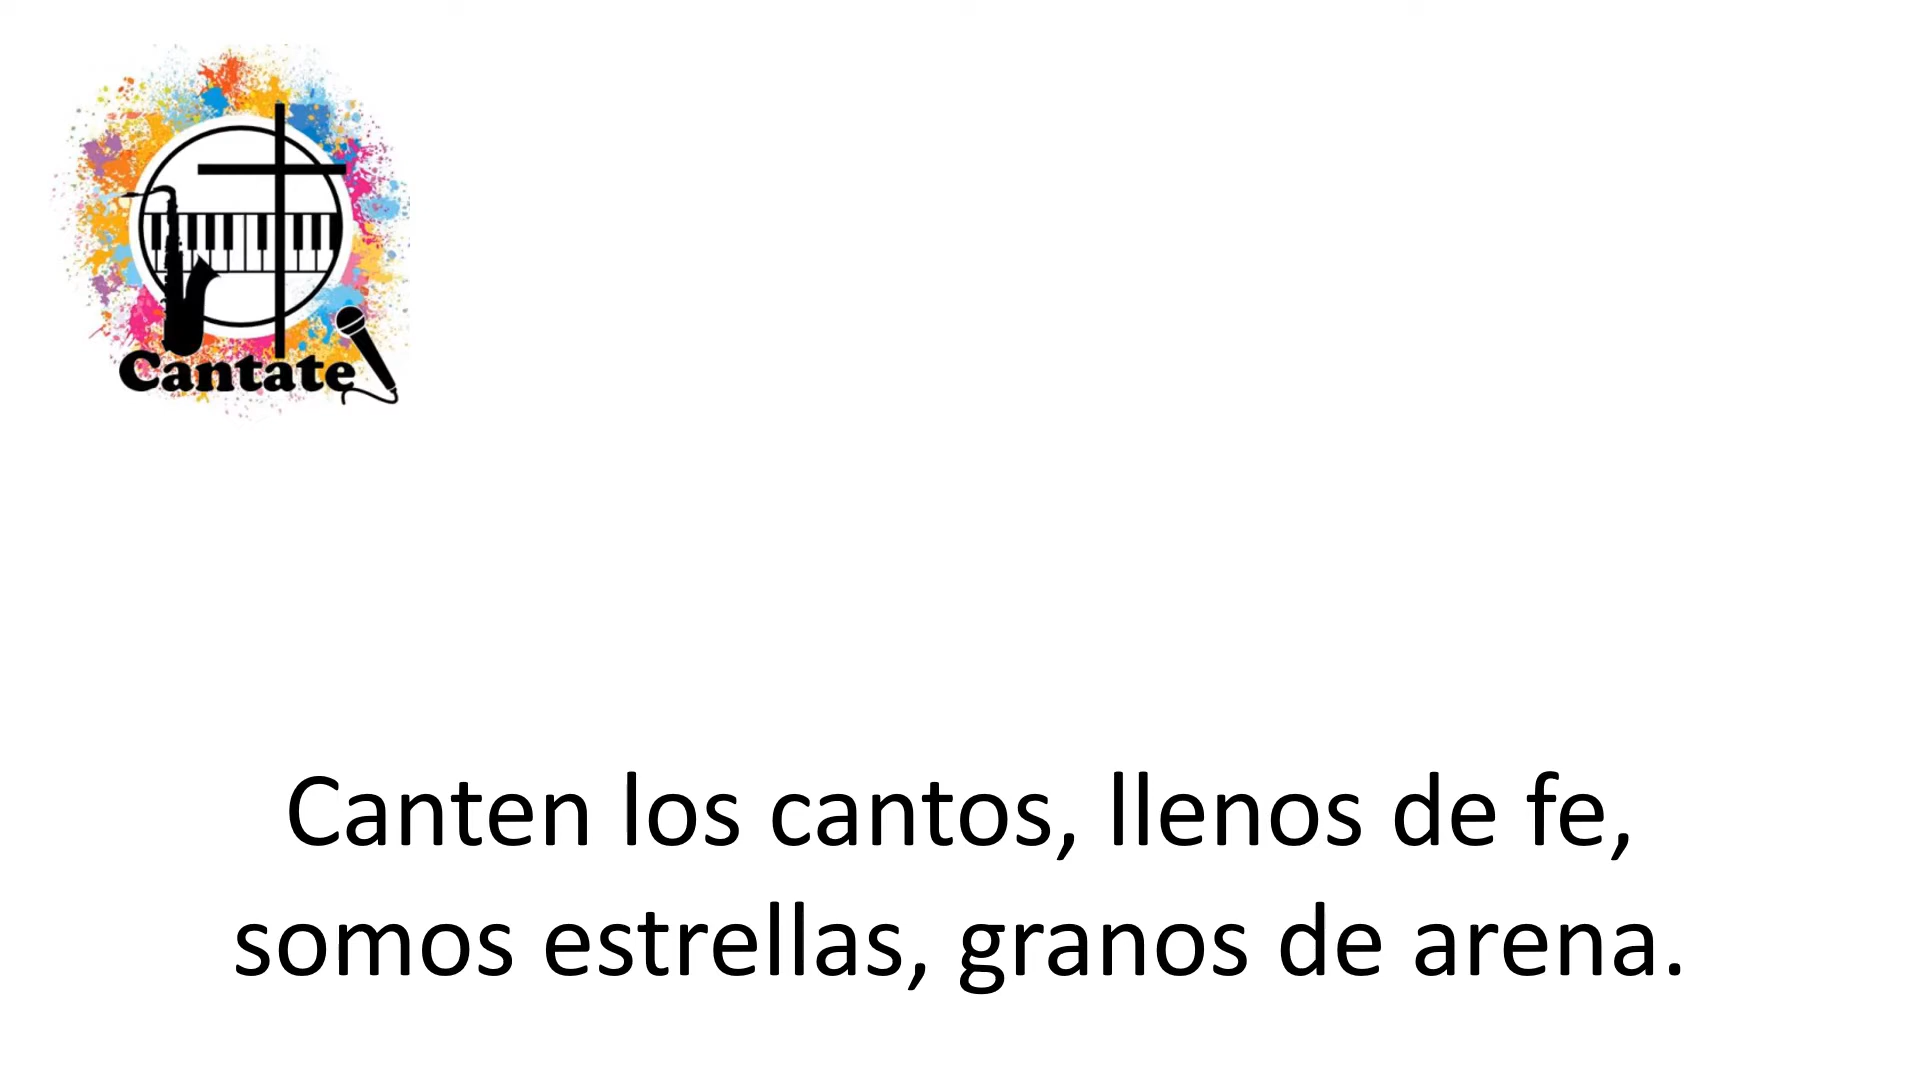 Cantate
Canten los cantos, llenos de fe,
somos estrellas, granos de arena.